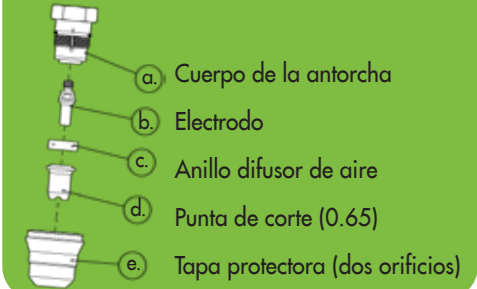 a. Cuerpo de la antorcha
b. Electrodo
c. Anillo difusor de aire
d. Punta de corte (0.65)
e. Tapa protectora (dos orificios)